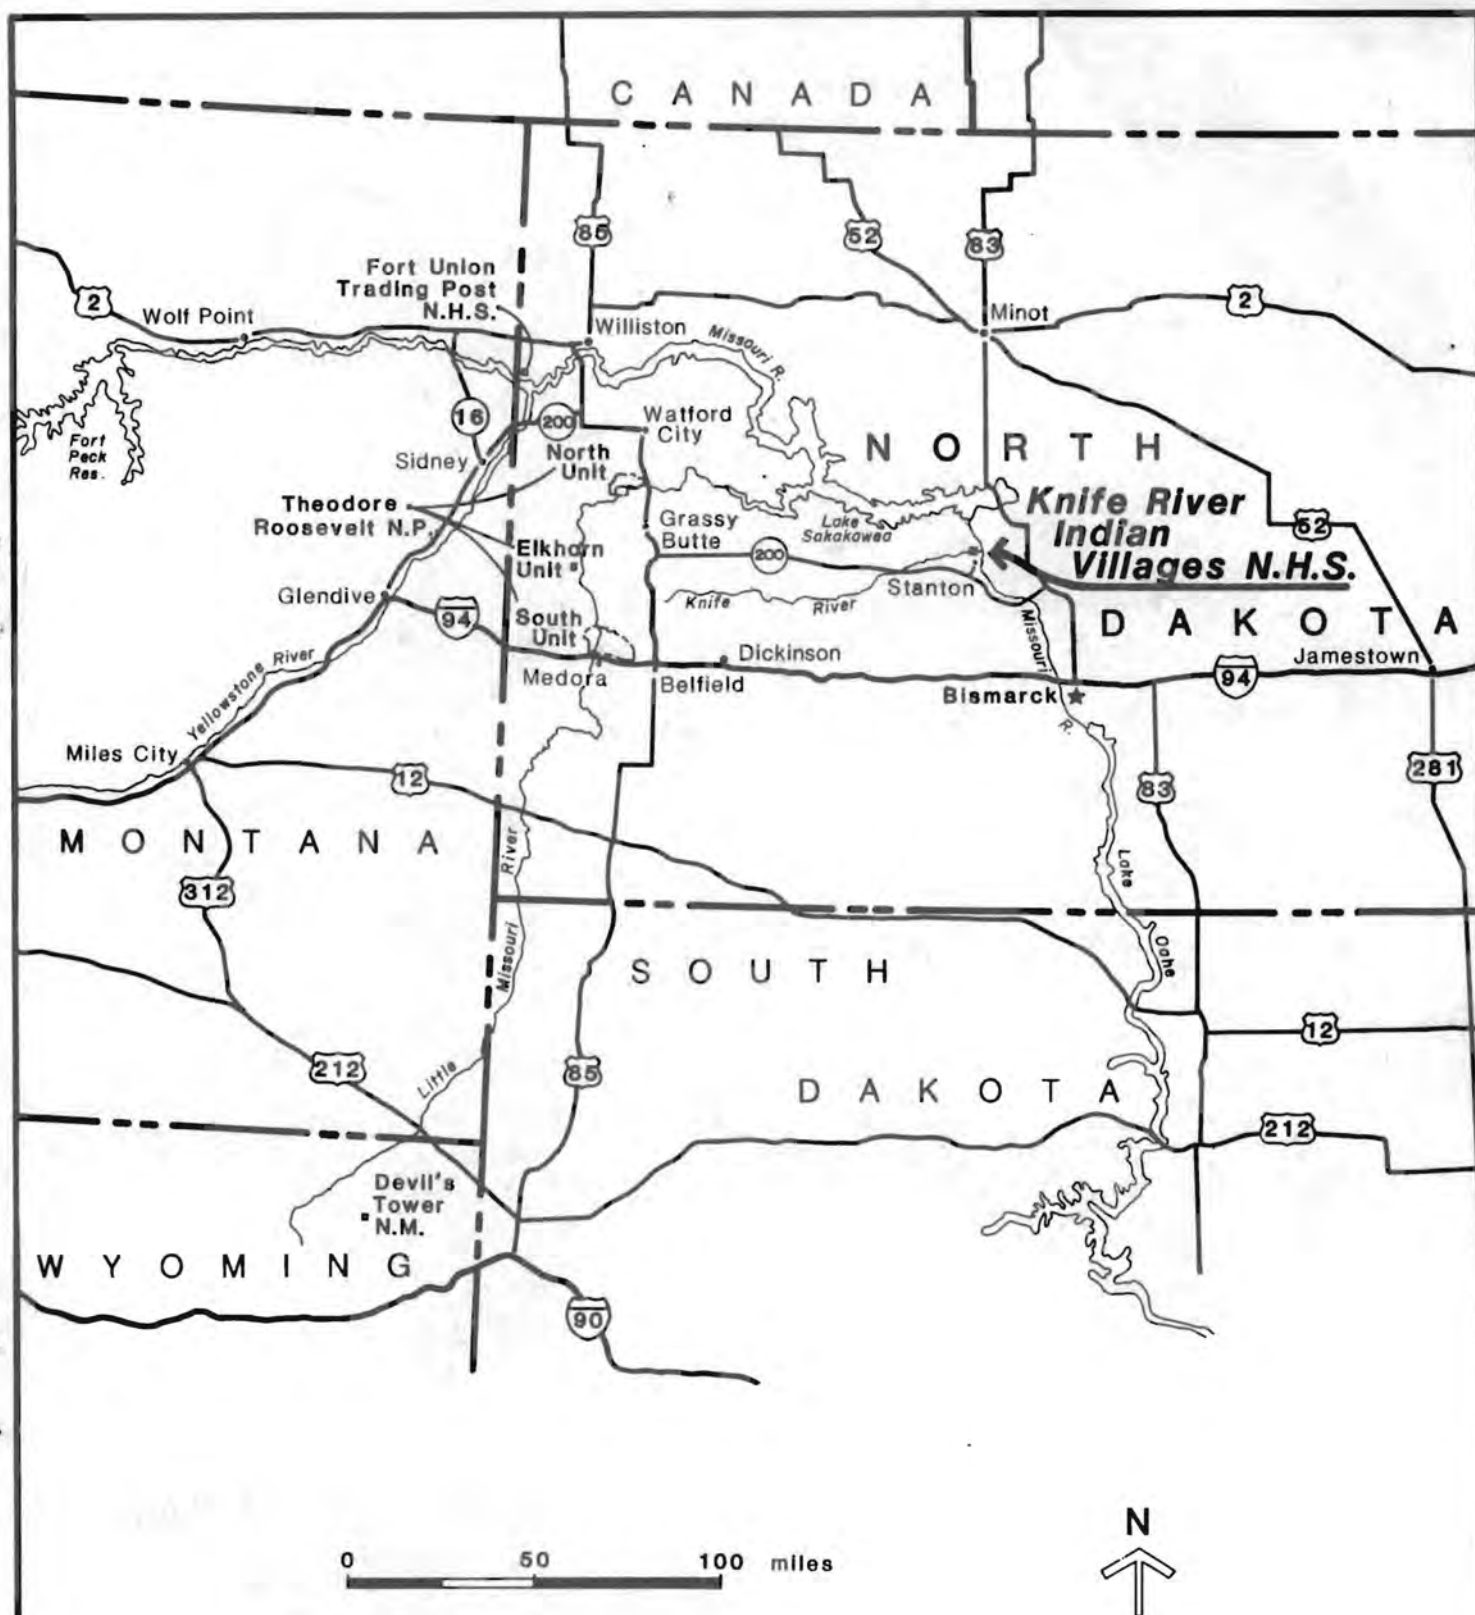 CANADA
85
52
83
Fort Union
Trading Post
N.H.S.
2
Wolf Point
Williston
Missouri R.
Minot
2
Fort
Peck
Res.
16
200
Watford
City
NORTH
Sidney
North
Unit
Theodore
Roosevelt N.P.
Grassy
Butte
Lake
Sakakawea
Knife River
Indian
Villages N.H.S.
52
Elkhorn
Unit
200
Stanton
Glendive
94
Knife River
South
Unit
Missouri
R.
DAKOTA
Yellowstone River
Medora
Belfield
Dickinson
Bismarck
94
Jamestown
Miles City
12
83
281
MONTANA
312
Little Missouri River
Lake Oahe
SOUTH
212
85
12
DAKOTA
212
Devil's
Tower
N.M.
WYOMING
90
N
0 50 100 miles